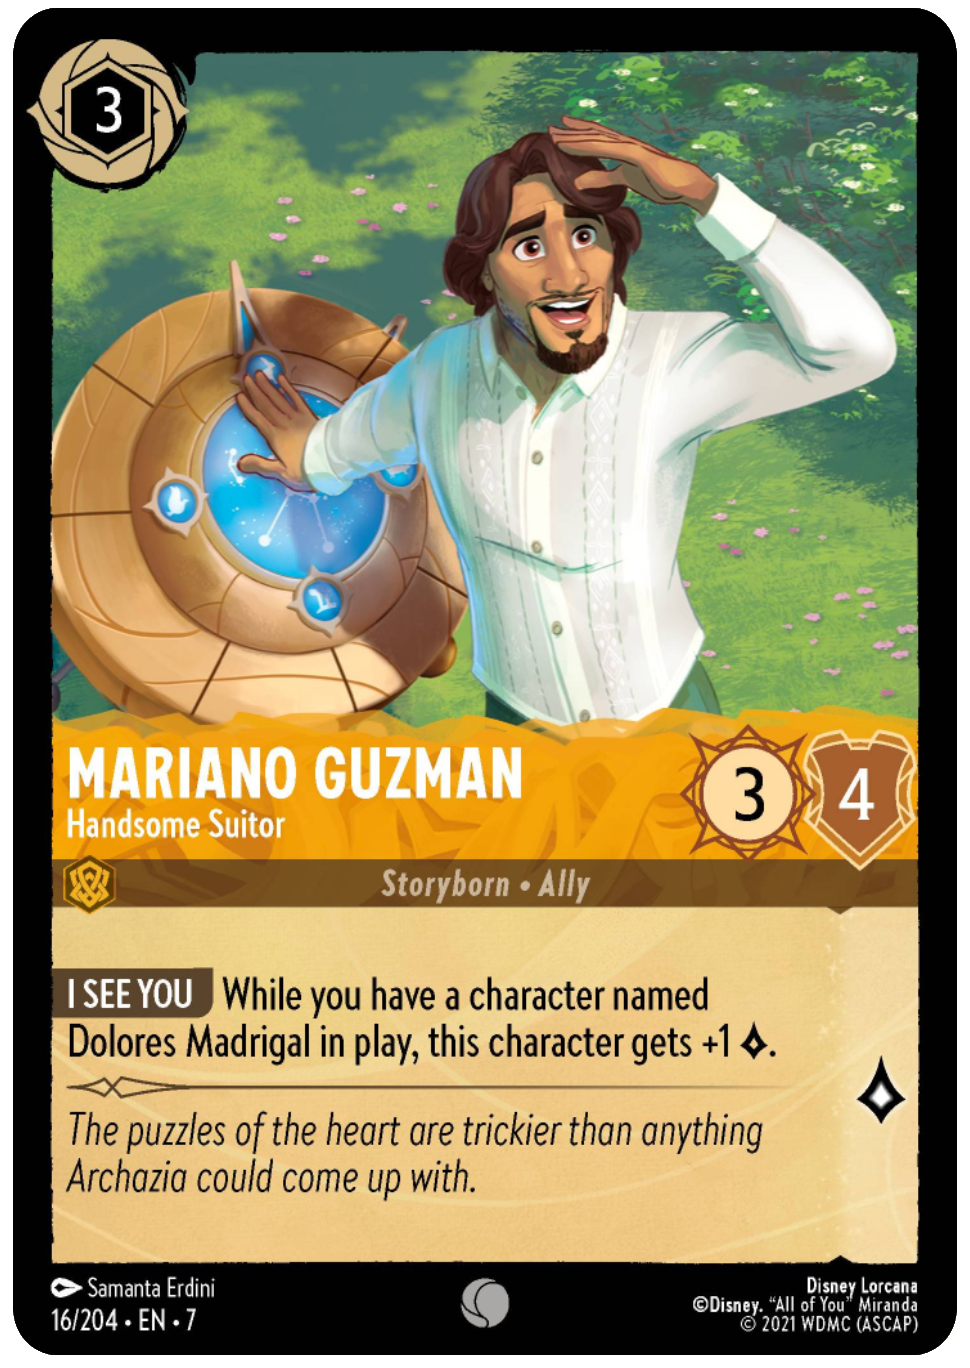 3
MARIANO GUZMAN
Handsome Suitor
3
4
Storyborn • Ally
I SEE YOU While you have a character named
Dolores Madrigal in play, this character gets +1 .
The puzzles of the heart are trickier than anything
Archazia could come up with.
Samanta Erdini
16/204 • EN • 7
Disney Lorcana
©Disney. "All of You" Miranda
© 2021 WDMC (ASCAP)